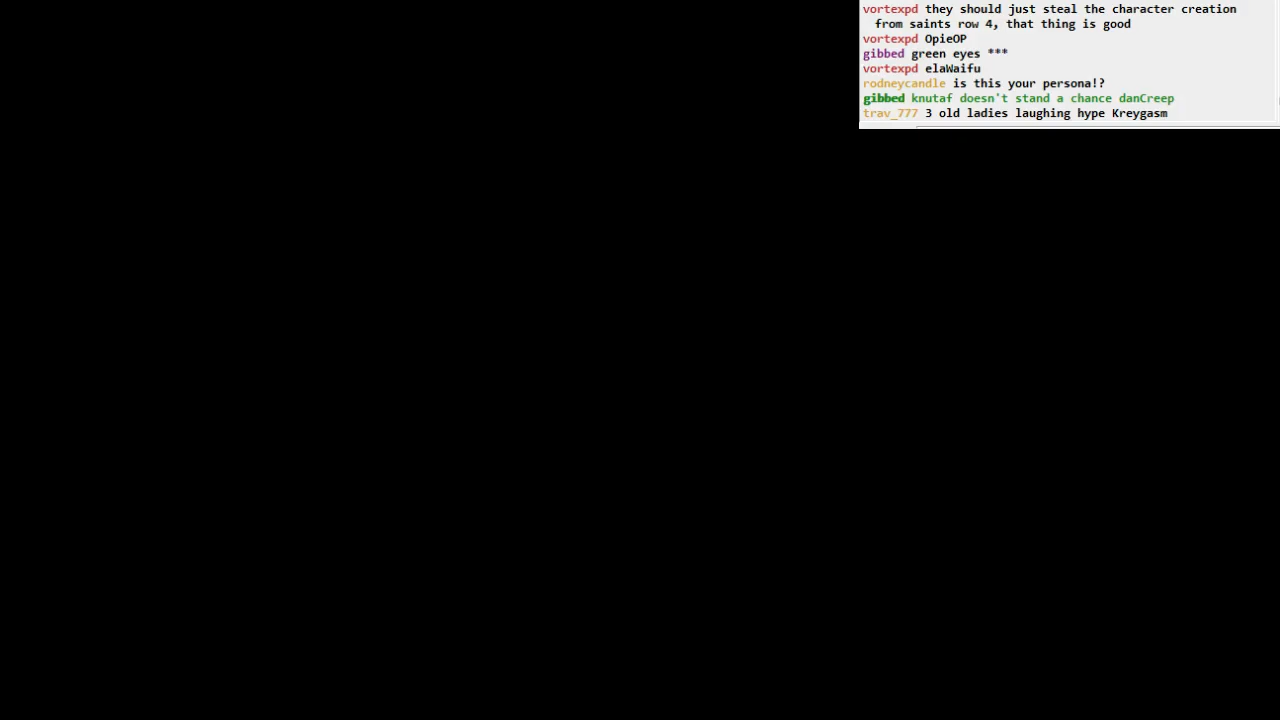 vortexpd they should just steal the character creation
from saints row 4, that thing is good
vortexpd OpieOP
gibbed green eyes ***
vortexpd elaWaifu
rodneycandle is this your persona!?
gibbed knutaf doesn't stand a chance danCreep
trav_777 3 old ladies laughing hype Kreygasm